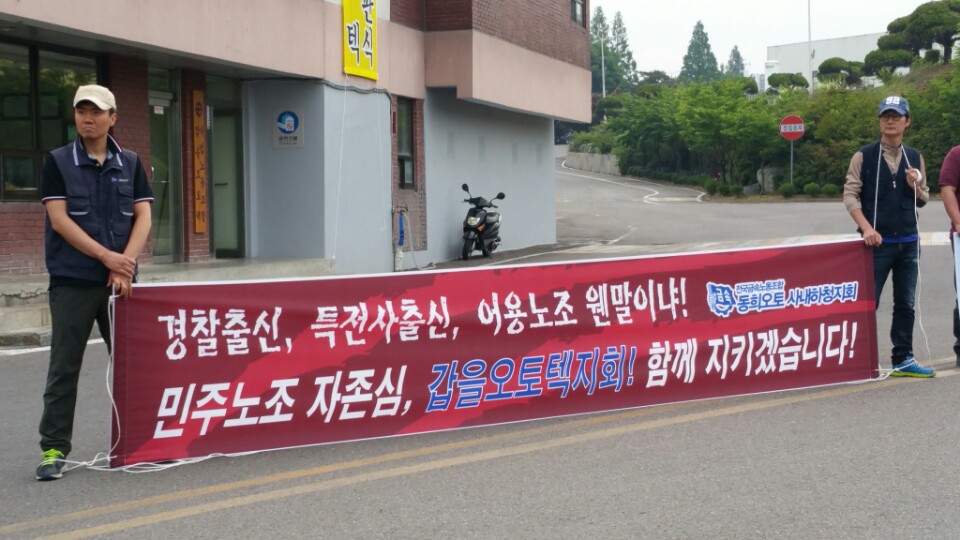 관식
텍
경찰출신, 특전사출신, 어용노조 웬말이냐!
전국금속노동조합
동희오토 사내하청지회
민주노조 자존심, 갑을오토텍지회! 함께 지키겠습니다!